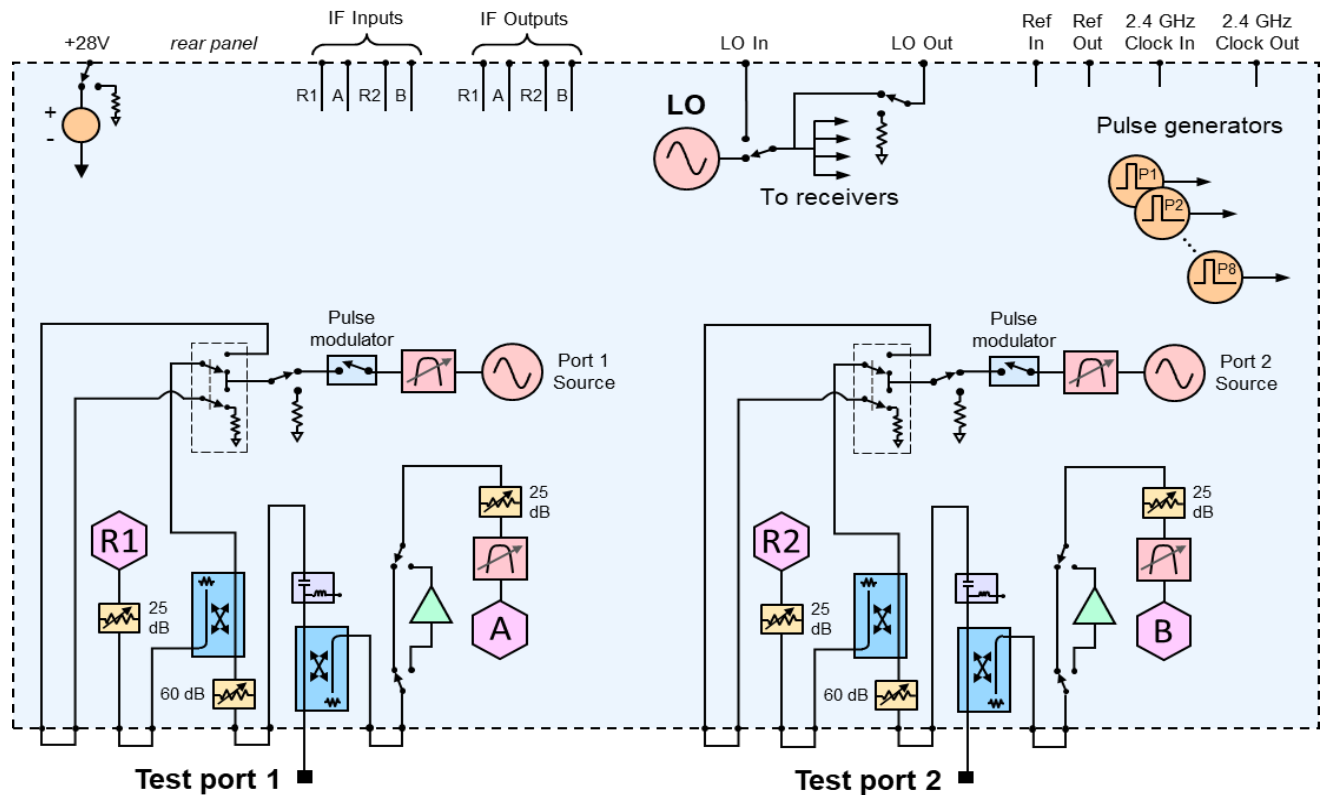 IF Inputs
IF Outputs
Ref In
Ref Out
2.4 GHz Clock In
2.4 GHz Clock Out
+28V
rear panel
LO In
LO Out
R1 A R2 B
R1 A R2 B
+
-
LO
To receivers
Pulse generators
P1
P2
P8
Pulse
modulator
Port 1
Source
Pulse
modulator
Port 2
Source
R1
25
dB
60 dB
25
dB
A
R2
25
dB
60 dB
25
dB
B
Test port 1
Test port 2